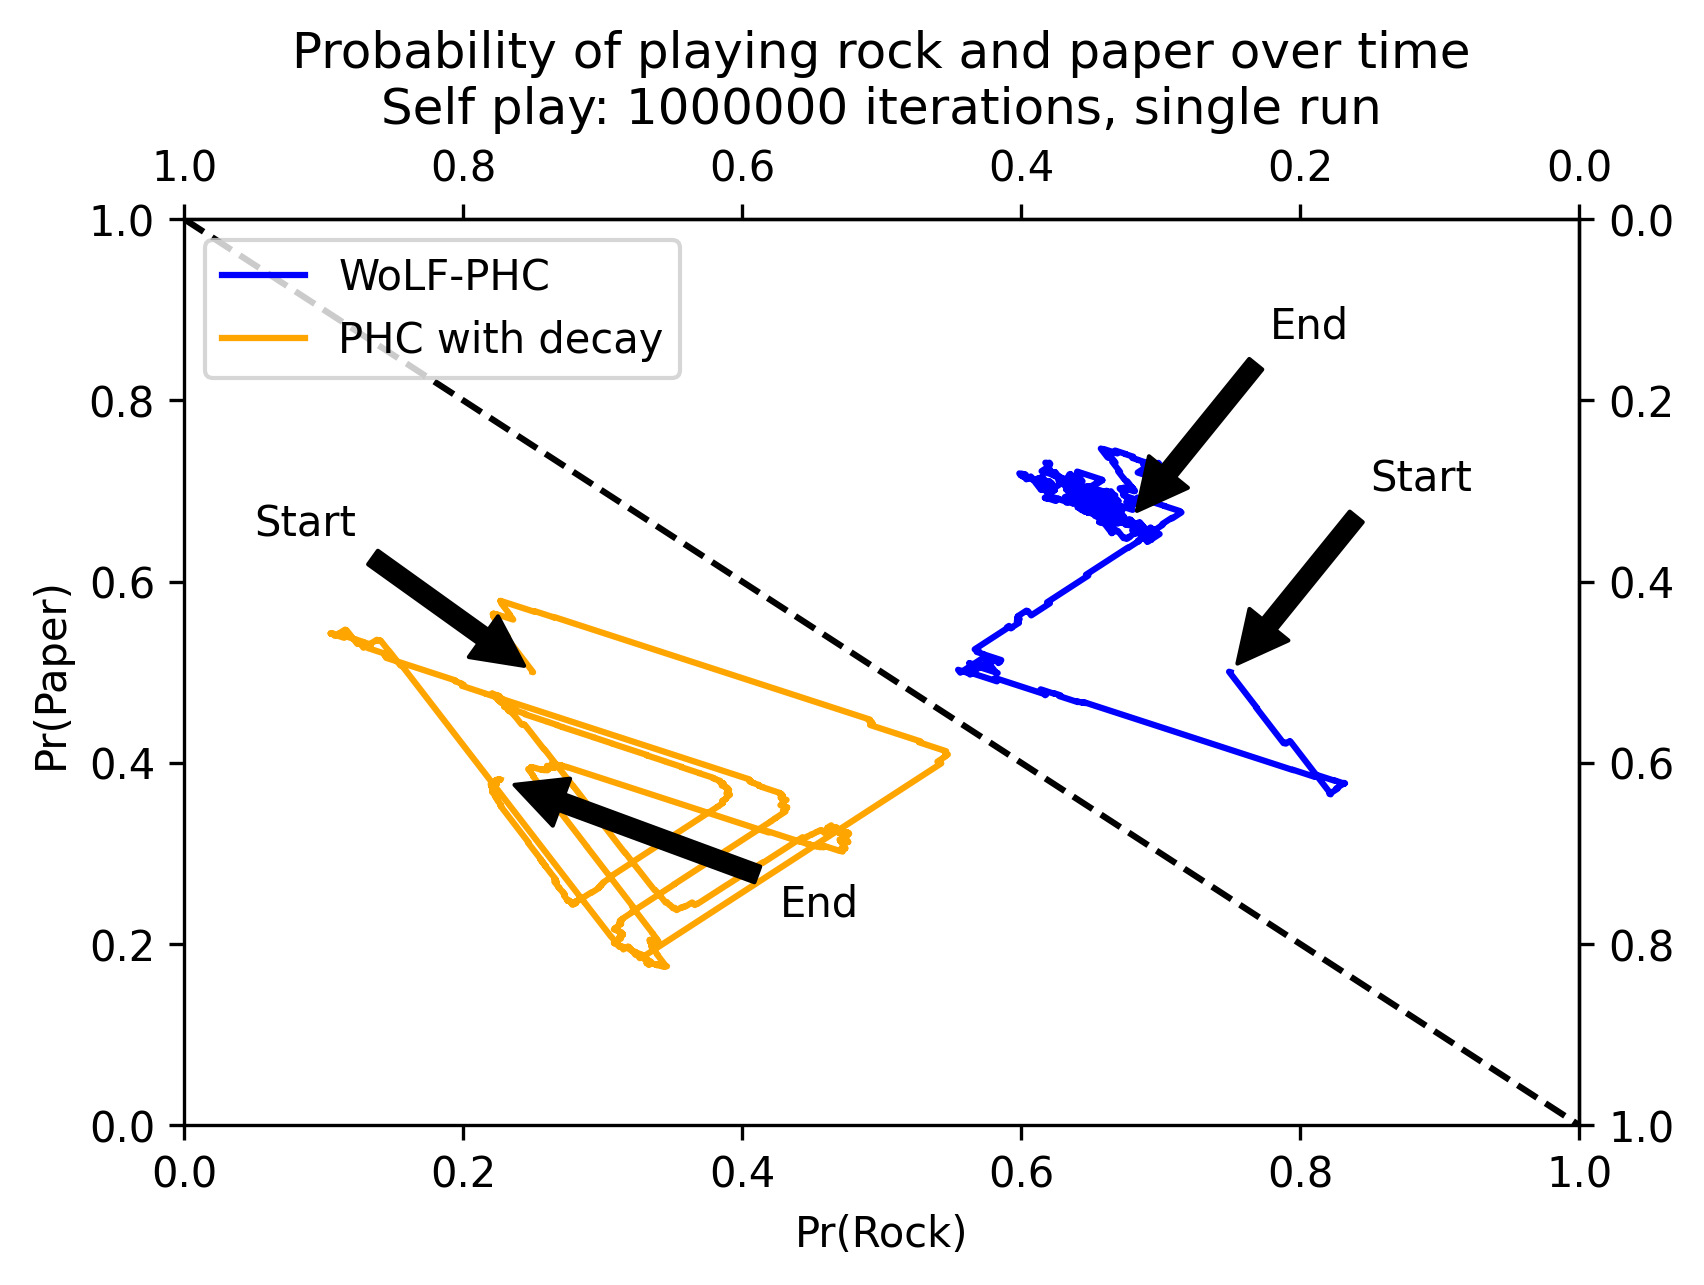 Probability of playing rock and paper over time
Self play: 1000000 iterations, single run
1.0 0.8 0.6 0.4 0.2 0.0
WoLF-PHC
PHC with decay
End
Start
Start
End
1.0 0.0
0.8 0.2
0.6 0.4
0.4 0.6
0.2 0.8
0.0 1.0
Pr(Paper)
0.0 0.2 0.4 0.6 0.8 1.0
Pr(Rock)